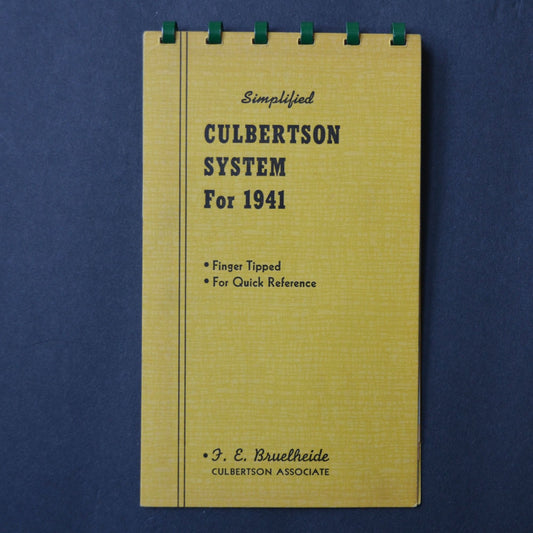 Simplified
CULBERTSON
SYSTEM
For 1941
• Finger Tipped
• For Quick Reference
• F. E. Bruelheide
CULBERTSON ASSOCIATE